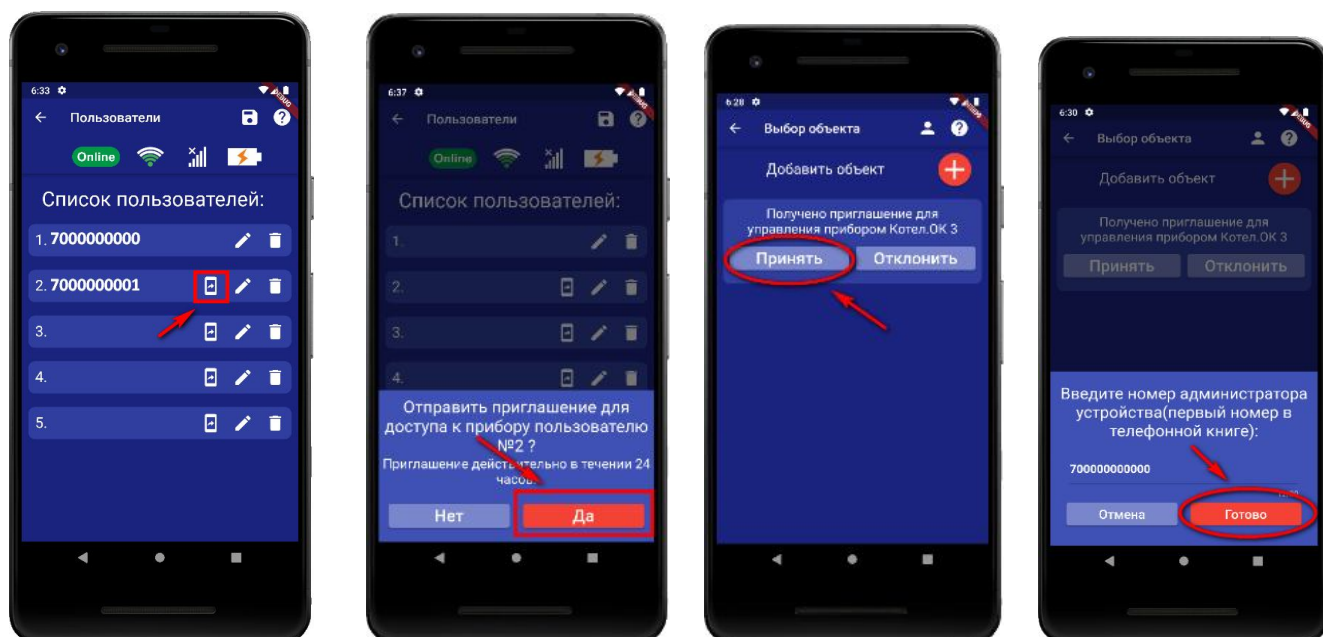 6:33
Пользователи
Online
Список пользователей:
1. 7000000000
2. 7000000001
3.
4.
5.
DEBUG
6:37
Пользователи
Online
Список пользователей:
1.
2.
3.
4.
Отправить приглашение для
доступа к прибору пользователю
№2 ?
Приглашение действительно в течении 24
часов.
Нет
Да
6:28
Выбор объекта
Добавить объект
Получено приглашение для
управления прибором Котел.ОК 3
Принять
Отклонить
6:30
Выбор объекта
Добавить объект
Получено приглашение для
управления прибором Котел.ОК 3
Принять
Отклонить
Введите номер администратора
устройства(первый номер в
телефонной книге):
700000000000
Отмена
Готово